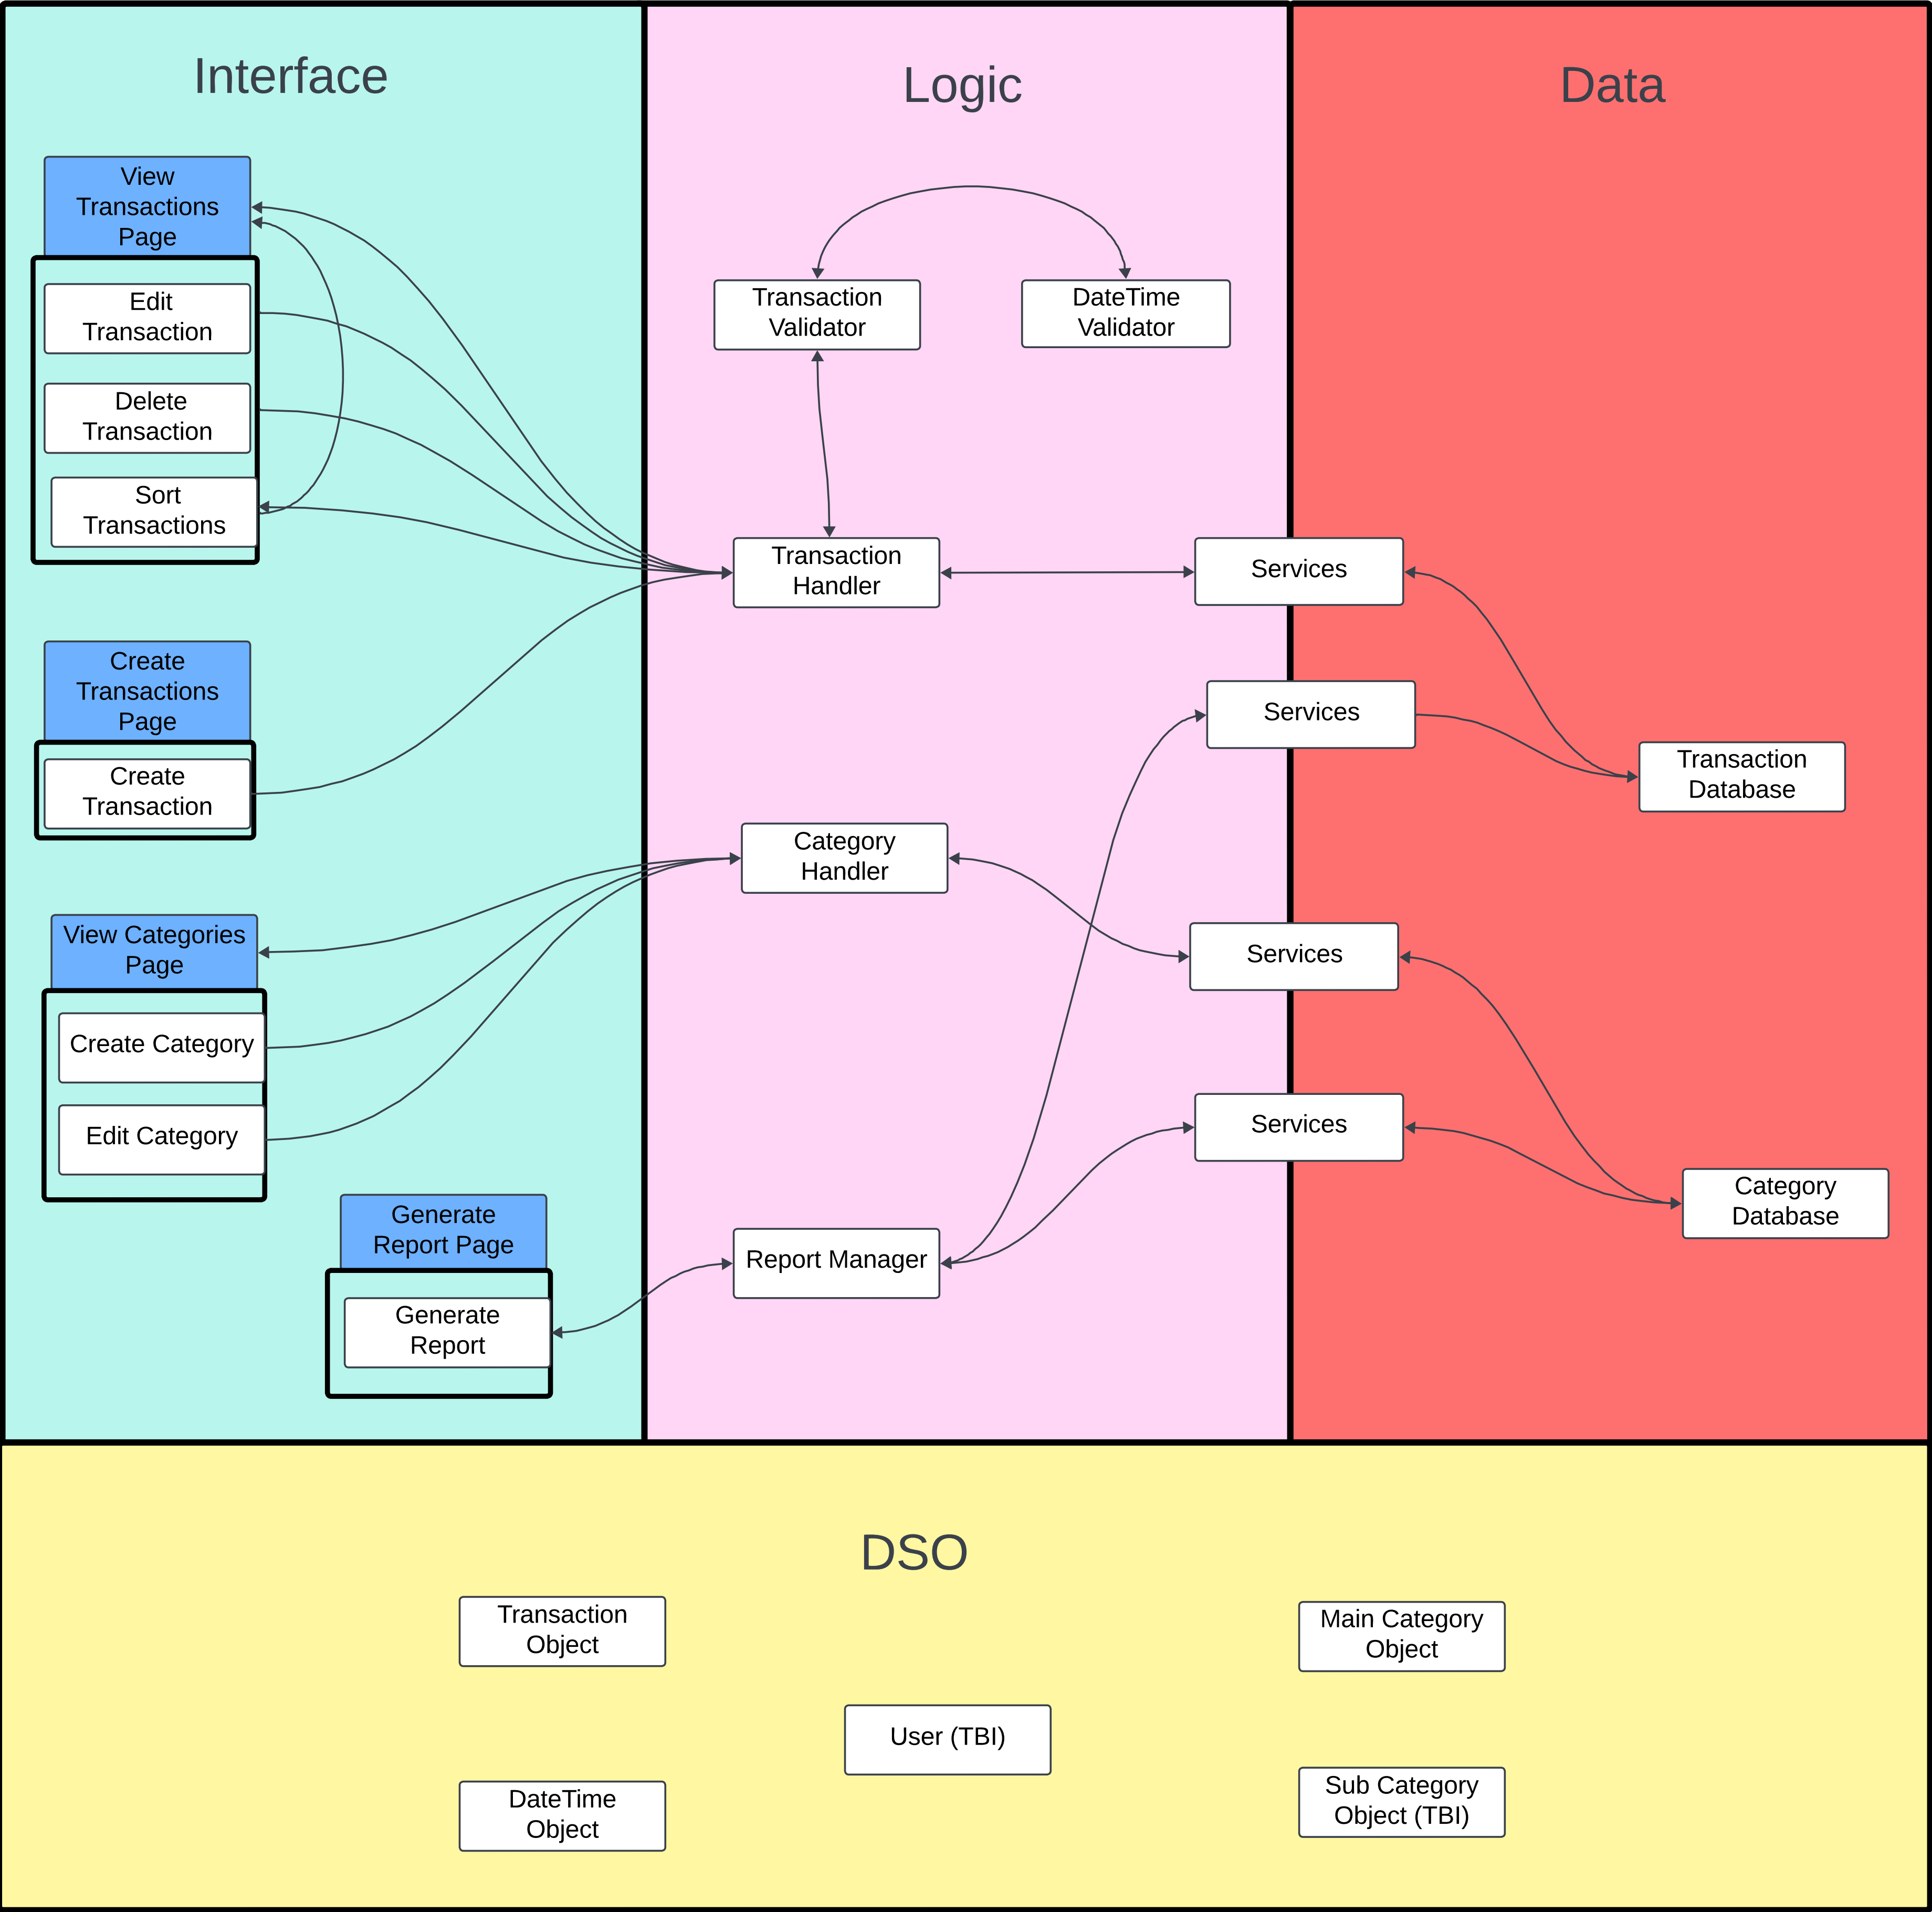 Interface
Logic
Data
View
Transactions
Page
Edit
Transaction
Delete
Transaction
Sort
Transactions
Create
Transactions
Page
Create
Transaction
View Categories
Page
Create Category
Edit Category
Generate
Report Page
Generate
Report
Transaction
Validator
DateTime
Validator
Transaction
Handler
Category
Handler
Report Manager
Services
Services
Services
Services
Transaction
Database
Category
Database
DSO
Transaction
Object
Main Category
Object
User (TBI)
DateTime
Object
Sub Category
Object (TBI)